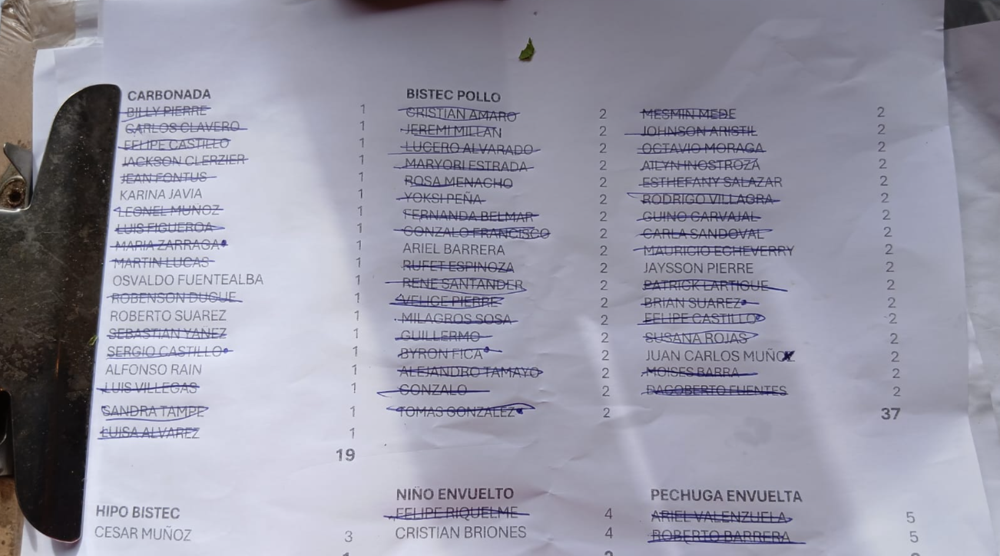 CARBONADA
BILLY PIERRE 1
CARLOS CLAVERO 1
FELIPE CASTILLO 1
JACKSON CLERZIER 1
JEAN FONTUS 1
KARINA JAVIA 1
LEONEL MUÑOZ 1
LUIS FIGUEROA 1
MARIA ZARRAGA 1
MARTIN LUCAS 1
OSVALDO FUENTEALBA 1
ROBENSON DUGUE 1
ROBERTO SUAREZ 1
SEBASTIAN YAÑEZ 1
SERGIO CASTILLO 1
ALFONSO RAIN 1
LUIS VILLEGAS 1
SANDRA TAMPE 1
LUISA ALVAREZ 1
19
BISTEC POLLO
CRISTIAN AMARO 2
JEREMI MILLAN 2
LUCERO ALVARADO 2
MARYORI ESTRADA 2
ROSA MENACHO 2
YOKSI PEÑA 2
FERNANDA BELMAR 2
GONZALO FRANCISCO 2
ARIEL BARRERA 2
RUFET ESPINOZA 2
RENE SANTANDER 2
VELICE PIERRE 2
MILAGROS SOSA 2
GUILLERMO 2
BYRON FICA 2
ALEJANDRO TAMAYO 2
GONZALO 2
TOMAS GONZALEZ 2
MESMIN MEDE 2
JOHNSON ARISTIL 2
OCTAVIO MORAGA 2
AILYN INOSTROZA 2
ESTHEFANY SALAZAR 2
RODRIGO VILLAGRA 2
GUINO CARVAJAL 2
CARLA SANDOVAL 2
MAURICIO ECHEVERRY 2
JAYSSON PIERRE 2
PATRICK LARTIGUE 2
BRIAN SUAREZ 2
FELIPE CASTILLO 2
SUSANA ROJAS 2
JUAN CARLOS MUÑOZ 2
MOISES BARRA 2
DAGOBERTO FUENTES 2
37
HIPO BISTEC
CESAR MUÑOZ 3
NIÑO ENVUELTO
FELIPE RIQUELME 4
CRISTIAN BRIONES 4
PECHUGA ENVUELTA
ARIEL VALENZUELA 5
ROBERTO BARRERA 5